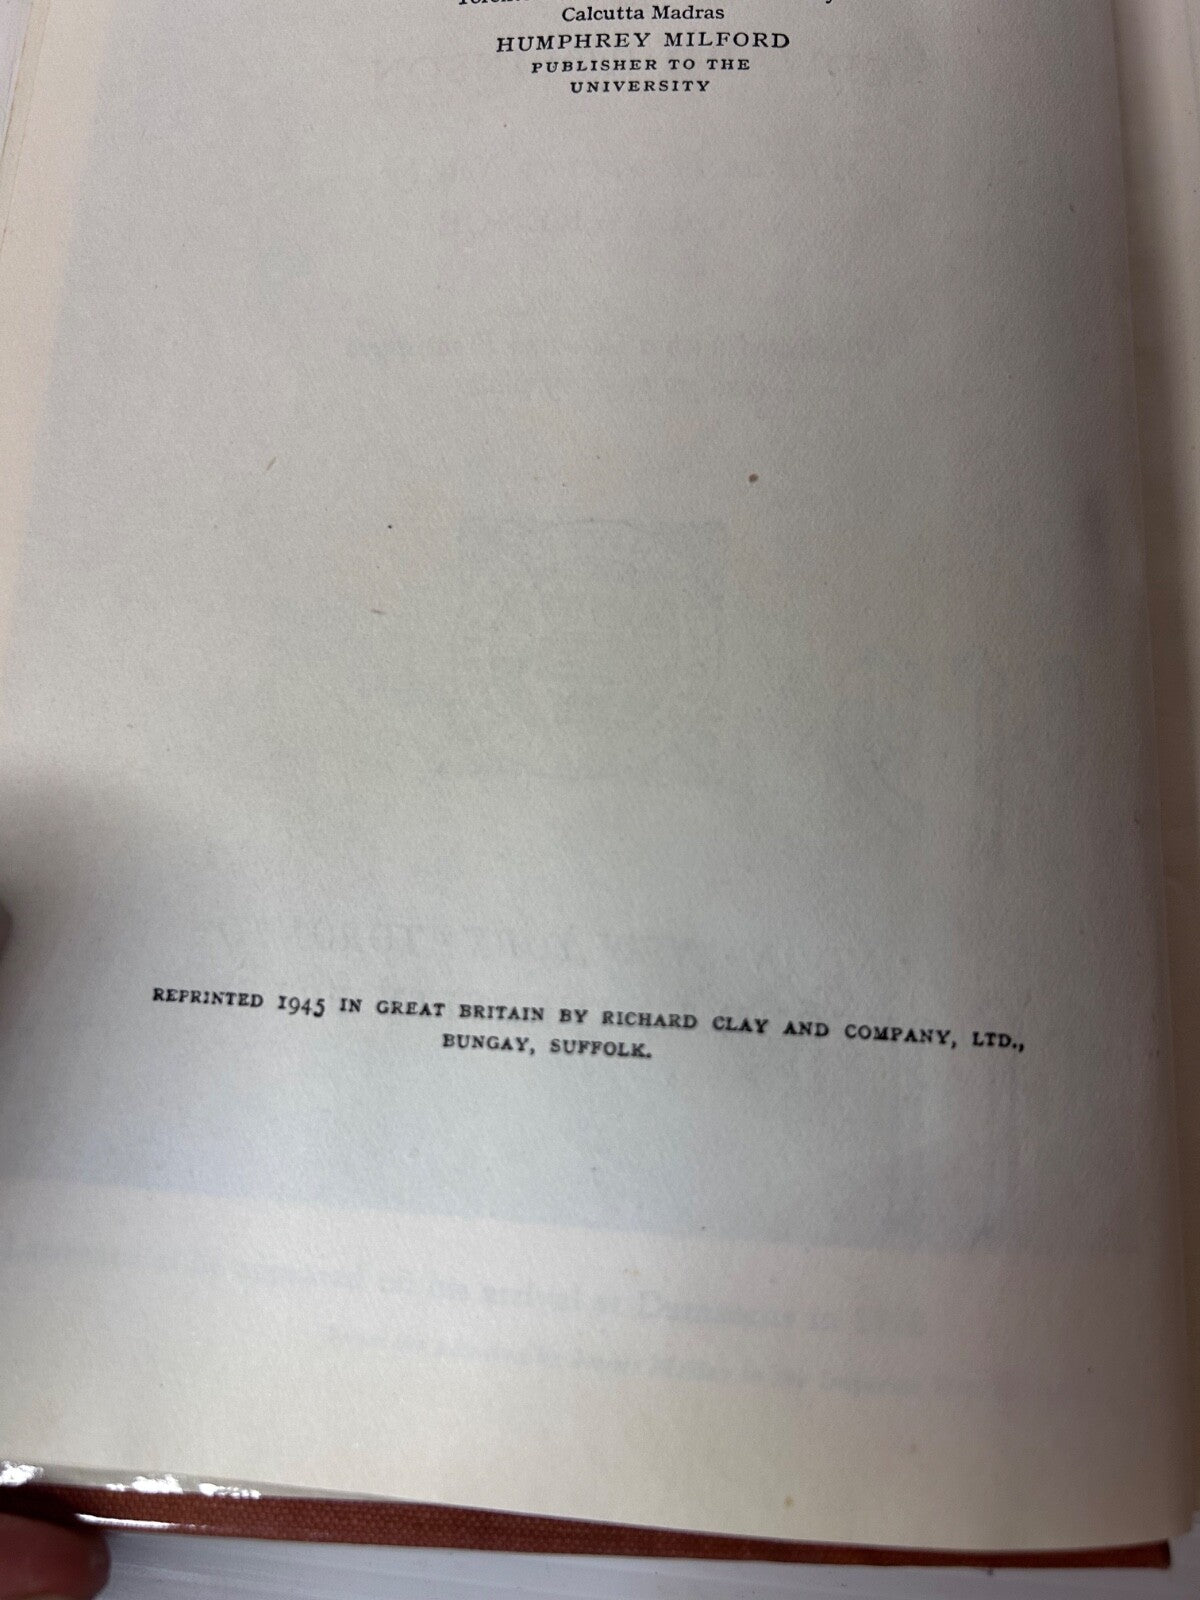 Calcutta Madras
HUMPHREY MILFORD
PUBLISHER TO THE
UNIVERSITY
REPRINTED 1945 IN GREAT BRITAIN BY RICHARD CLAY AND COMPANY, LTD.,
BUNGAY, SUFFOLK.